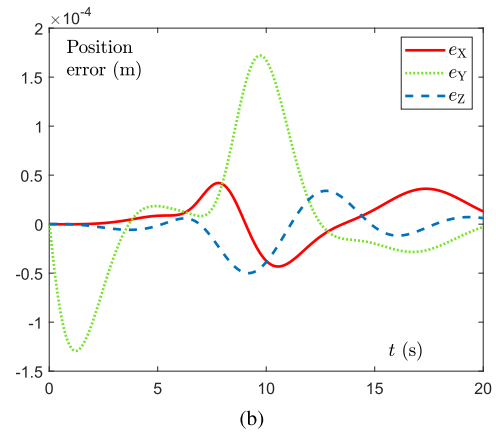 ×10⁻⁴
2
1.5
1
0.5
0
-0.5
-1
-1.5
Position
error (m)
e_X
e_Y
e_Z
t (s)
0 5 10 15 20
(b)